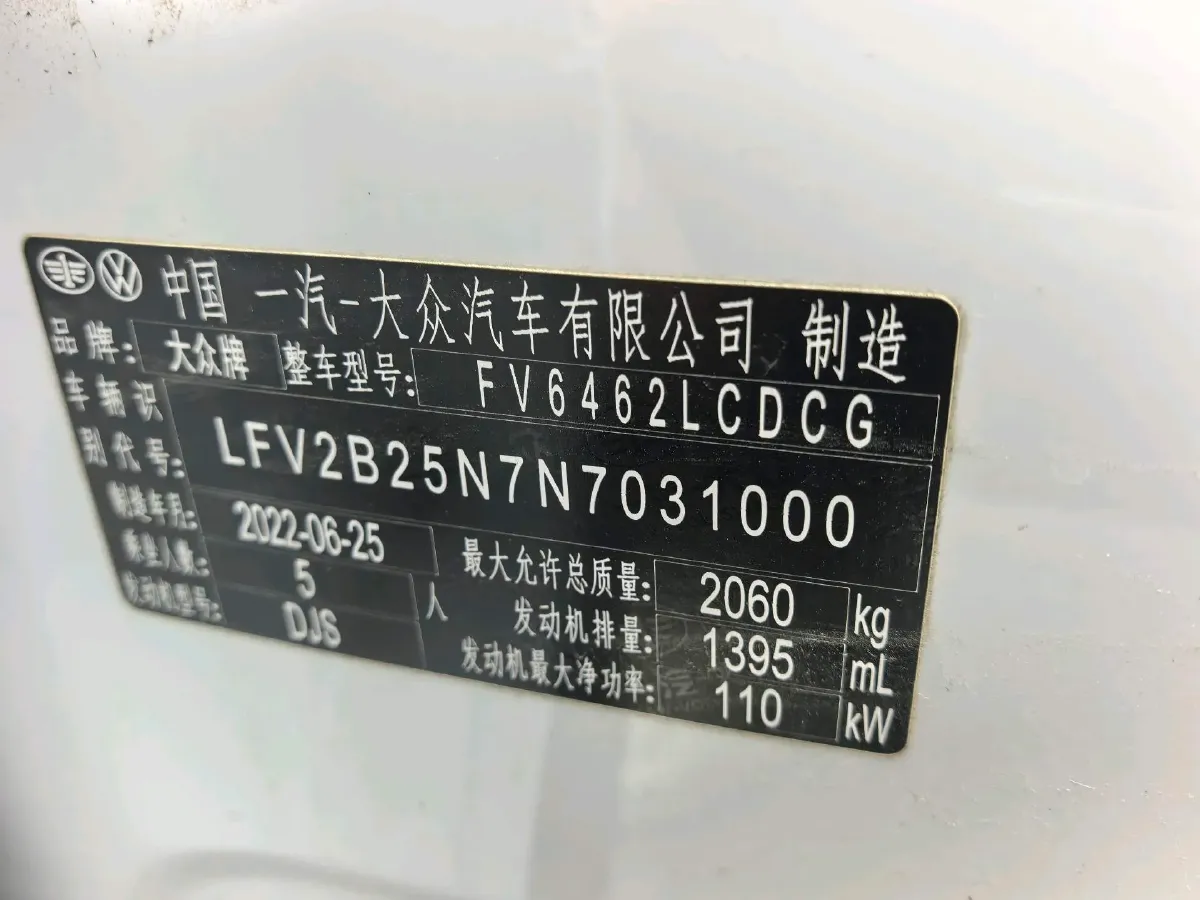 中国 一汽-大众汽车有限公司 制造
品牌: 大众牌 整车型号: FV6462LCDCG
车辆识别代号: LFV2B25N7N7031000
制造年月: 2022-06-25
乘坐人数: 5 人
发动机型号: DJS
最大允许总质量: 2060 kg
发动机排量: 1395 mL
发动机最大净功率: 110 kW